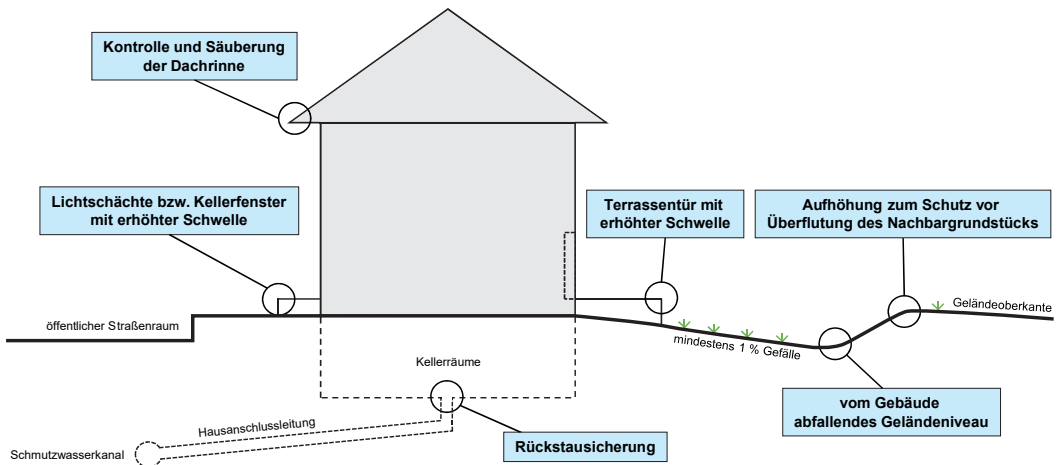 Kontrolle und Säuberung
der Dachrinne
Lichtschächte bzw. Kellerfenster
mit erhöhter Schwelle
Terrassentür mit
erhöhter Schwelle
Aufhöhung zum Schutz vor
Überflutung des Nachbargrundstücks
öffentlicher Straßenraum
Geländeoberkante
mindestens 1 % Gefälle
Kellerräume
vom Gebäude
abfallendes Geländeniveau
Hausanschlussleitung
Rückstausicherung
Schmutzwasserkanal